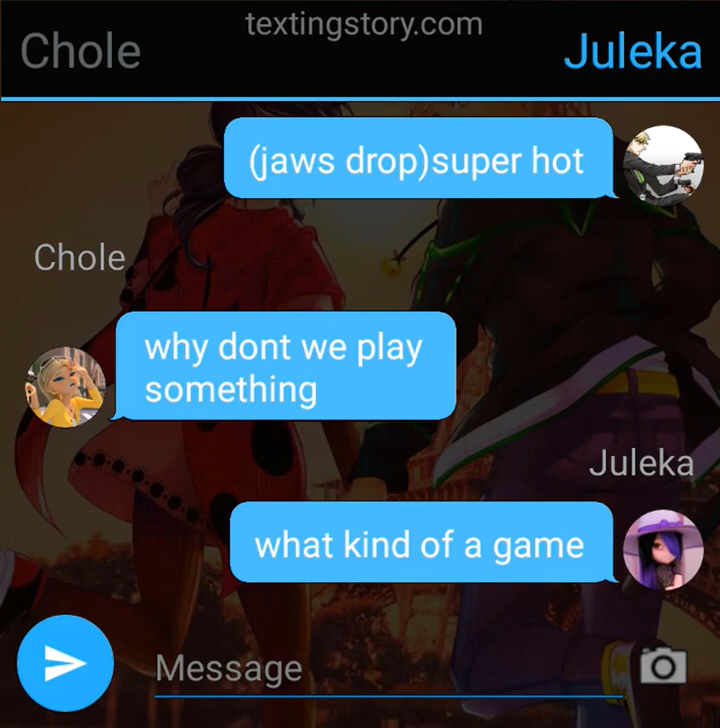 textingstory.com
Chole
Juleka
(jaws drop)super hot
Chole
why dont we play
something
Juleka
what kind of a game
Message